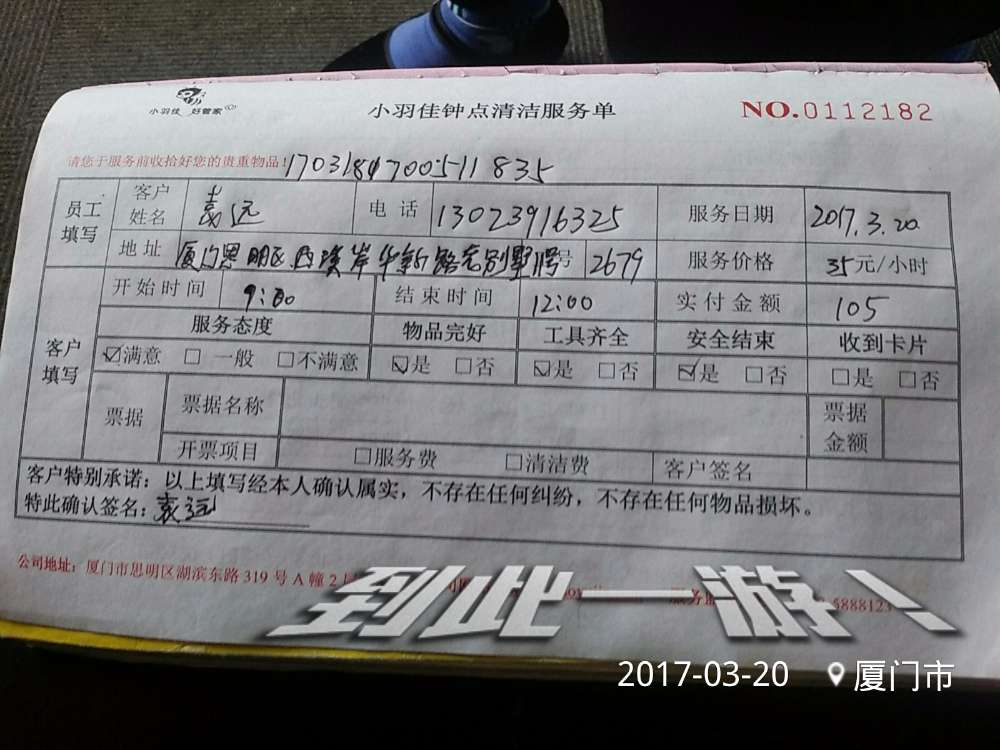 小羽佳 好管家
小羽佳钟点清洁服务单
NO.0112182
请您于服务前收拾好您的贵重物品!
员工填写 客户姓名 袁远 电话 13023916325 服务日期 2017.3.20
地址 厦门思明区 华新路 别墅 号 2679 服务价格 35元/小时
客户填写 开始时间 9:00 结束时间 12:00 实付金额 105
服务态度 物品完好 工具齐全 安全结束 收到卡片
☑满意 □一般 □不满意 ☑是 □否 ☑是 □否 ☑是 □否 □是 □否
票据 票据名称 票据金额
开票项目 □服务费 □清洁费 客户签名
客户特别承诺：以上填写经本人确认属实，不存在任何纠纷，不存在任何物品损坏。
特此确认签名：袁远
公司地址：厦门市思明区湖滨东路319号A幢2
到此一游!
2017-03-20 厦门市